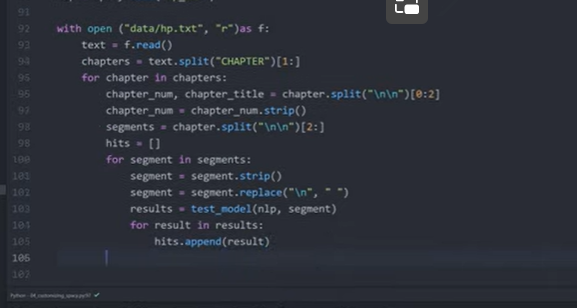 91
92 with open ("data/hp.txt", "r")as f:
93     text = f.read()
94     chapters = text.split("CHAPTER")[1:]
95     for chapter in chapters:
96         chapter_num, chapter_title = chapter.split("\n\n")[0:2]
97         chapter_num = chapter_num.strip()
98         segments = chapter.split("\n\n")[2:]
99         hits = []
100         for segment in segments:
101             segment = segment.strip()
102             segment = segment.replace("\n", " ")
103             results = test_model(nlp, segment)
104             for result in results:
105                 hits.append(result)
106
107
Python